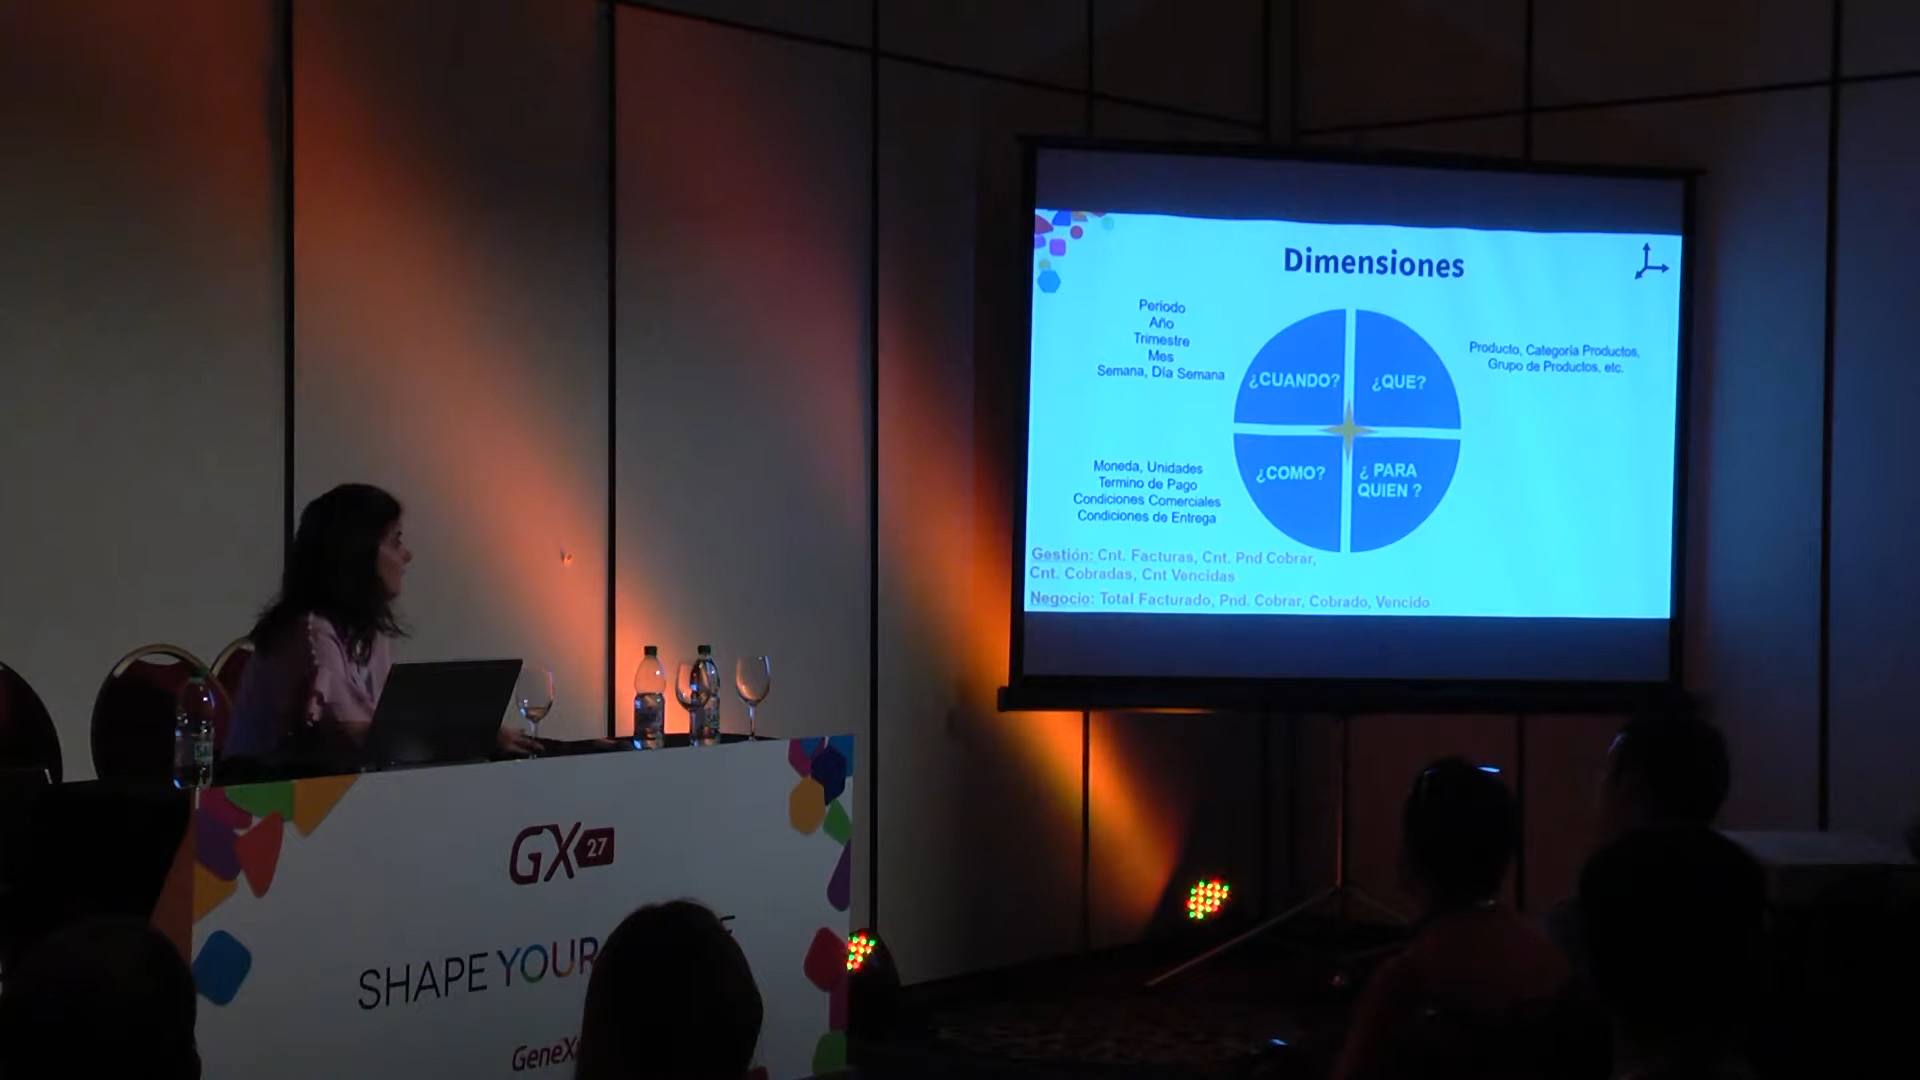 Dimensiones
Periodo
Año
Trimestre
Mes
Semana, Día Semana
¿CUANDO?
¿QUE?
Producto, Categoría Productos,
Grupo de Productos, etc.
Moneda, Unidades
Termino de Pago
Condiciones Comerciales
Condiciones de Entrega
¿COMO?
¿ PARA
QUIEN ?
Gestión: Cnt. Facturas, Cnt. Pnd Cobrar,
Cnt. Cobradas, Cnt Vencidas
Negocio: Total Facturado, Pnd. Cobrar, Cobrado, Vencido
GX 27
SHAPE YOUR